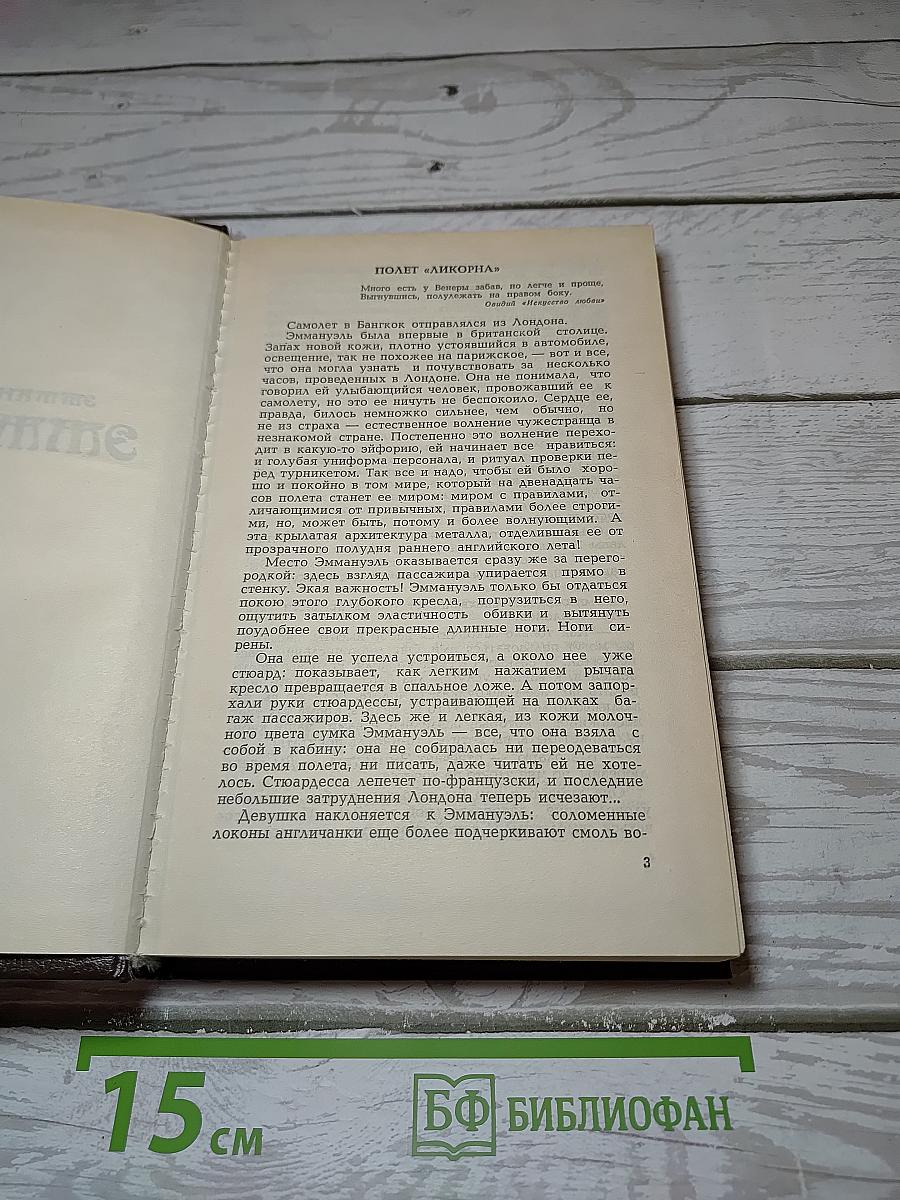 ПОЛЕТ «ЛИКОРНА»
Много есть у Венеры забав, но легче и проще,
Выгнувшись, полулежать на правом боку.
Овидий «Искусство любви»
Самолет в Бангкок отправлялся из Лондона.
Эммануэль была впервые в британской столице.
Запах новой кожи, плотно устоявшийся в автомобиле,
освещение, так не похожее на парижское, — вот и все,
что она могла узнать и почувствовать за несколько
часов, проведенных в Лондоне. Она не понимала, что
говорил ей улыбающийся человек, провожавший ее к
самолету, но это ее ничуть не беспокоило. Сердце ее,
правда, билось немножко сильнее, чем обычно, но
не из страха — естественное волнение чужестранца в
незнакомой стране. Постепенно это волнение перехо-
дит в какую-то эйфорию, ей начинает все нравиться:
и голубая униформа персонала, и ритуал проверки пе-
ред турникетом. Так все и надо, чтобы ей было хоро-
шо и покойно в том мире, который на двенадцать ча-
сов полета станет ее миром: миром с правилами, от-
личающимися от привычных, правилами более строги-
ми, но, может быть, потому и более волнующими. А
эта крылатая архитектура металла, отделившая ее от
прозрачного полудня раннего английского лета!
Место Эммануэль оказывается сразу же за перего-
родкой: здесь взгляд пассажира упирается прямо в
стенку. Экая важность! Эммануэль только бы отдаться
покою этого глубокого кресла, погрузиться в него,
ощутить затылком эластичность обивки и вытянуть
поудобнее свои прекрасные длинные ноги. Ноги си-
рены.
Она еще не успела устроиться, а около нее уже
стюард: показывает, как легким нажатием рычага
кресло превращается в спальное ложе. А потом запор-
хали руки стюардессы, устраивающей на полках ба-
гаж пассажиров. Здесь же и легкая, из кожи молоч-
ного цвета сумка Эммануэль — все, что она взяла с
собой в кабину: она не собиралась ни переодеваться
во время полета, ни писать, даже читать ей не хоте-
лось. Стюардесса лепечет по-французски, и последние
небольшие затруднения Лондона теперь исчезают...
Девушка наклоняется к Эммануэль: соломенные
локоны англичанки еще более подчеркивают смоль во-
3
15 см
БФ БИБЛИОФАН